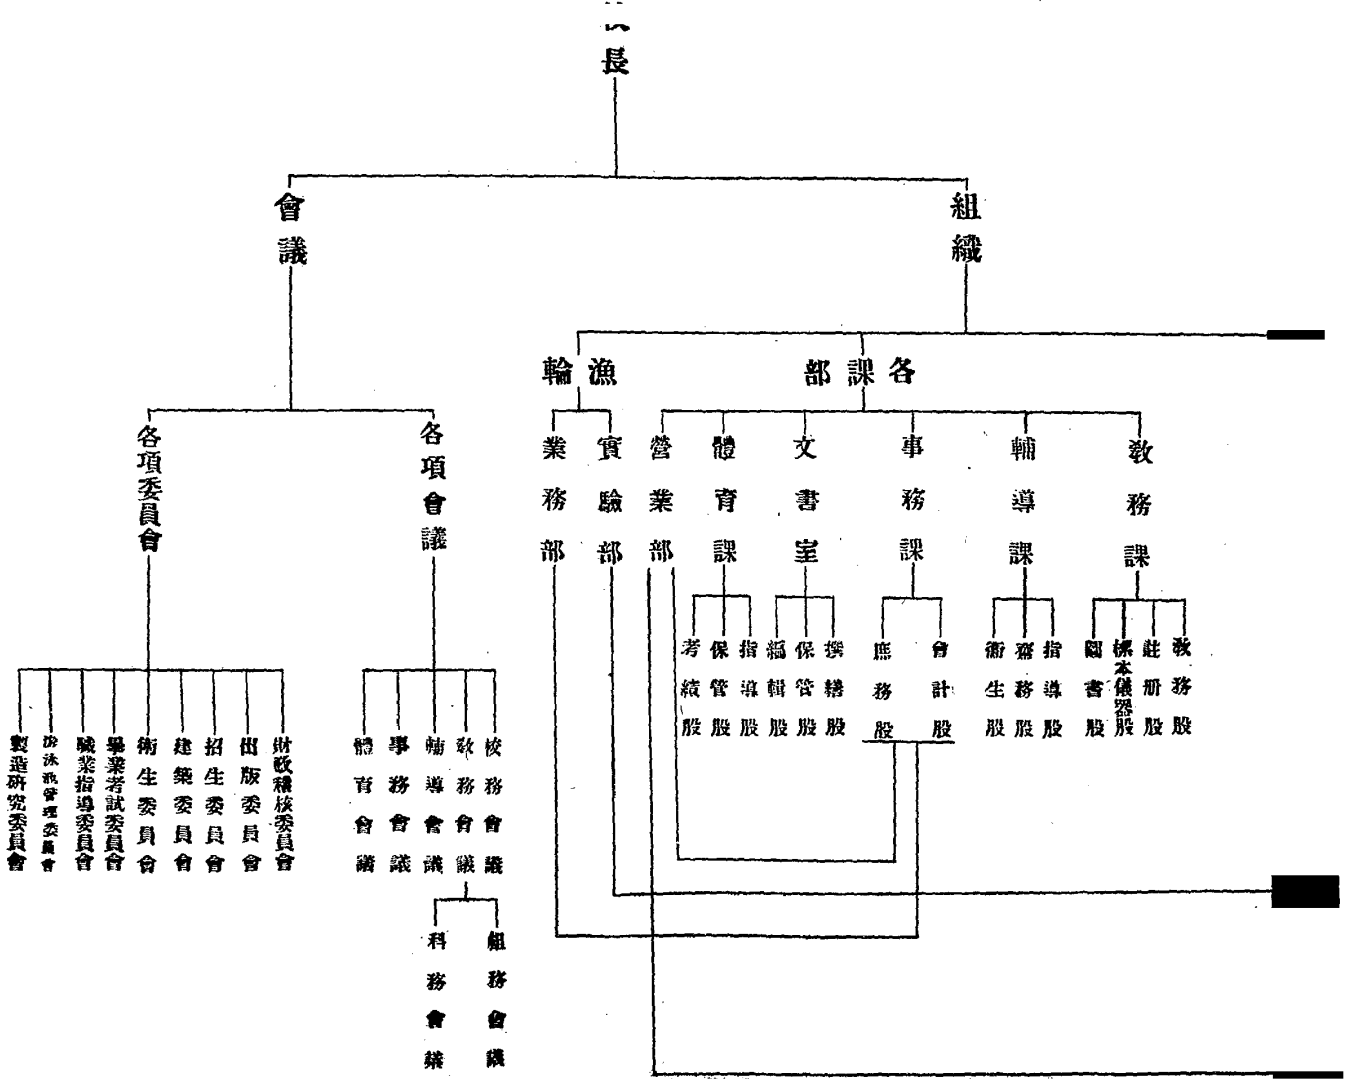 校長
組織
會議
各課部
漁輪
教務課
輔導課
事務課
文書室
體育課
營業部
實驗部
業務部
教務股
註册股
標本儀器股
圖書股
指導股
齋務股
衛生股
會計股
庶務股
撰繕股
保管股
編輯股
指導股
保管股
考績股
各項會議
各項委員會
校務會議
教務會議
輔導會議
事務會議
體育會議
組務會議
科務會議
財政稽核委員會
出版委員會
招生委員會
建築委員會
衛生委員會
畢業考試委員會
職業指導委員會
游泳池管理委員會
製造研究委員會